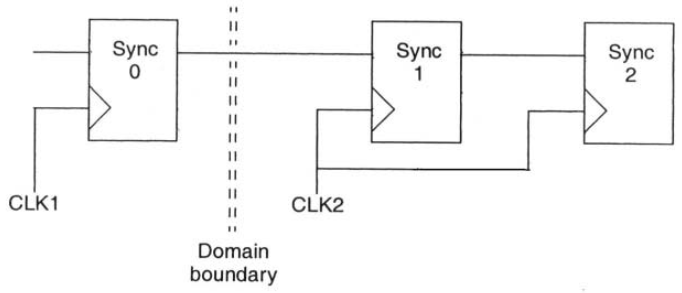 Sync
0
Sync
1
Sync
2
CLK1
CLK2
Domain
boundary